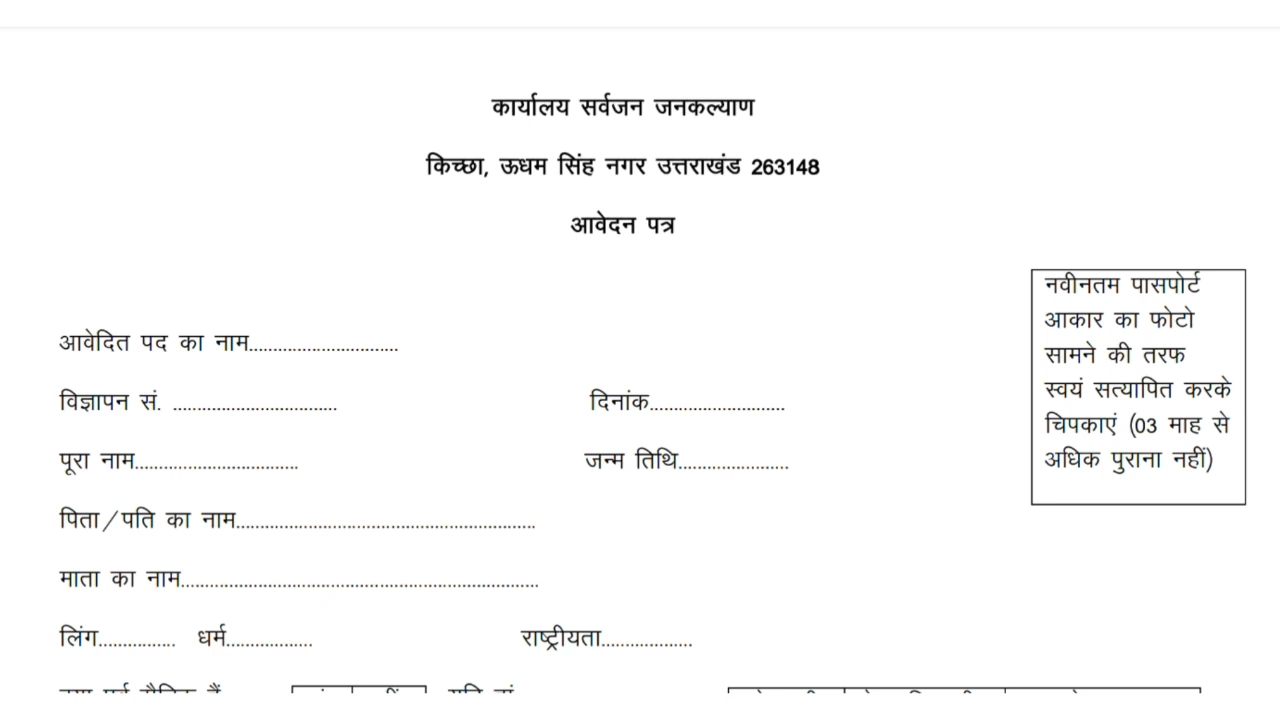 कार्यालय सर्वजन जनकल्याण
किच्छा, ऊधम सिंह नगर उत्तराखंड 263148
आवेदन पत्र
नवीनतम पासपोर्ट
आकार का फोटो
सामने की तरफ
स्वयं सत्यापित करके
चिपकाएं (03 माह से
अधिक पुराना नहीं)
आवेदित पद का नाम...............................
विज्ञापन सं. .................................. दिनांक............................
पूरा नाम.................................. जन्म तिथि.......................
पिता/पति का नाम..............................................................
माता का नाम..........................................................................
लिंग................ धर्म.................. राष्ट्रीयता...................